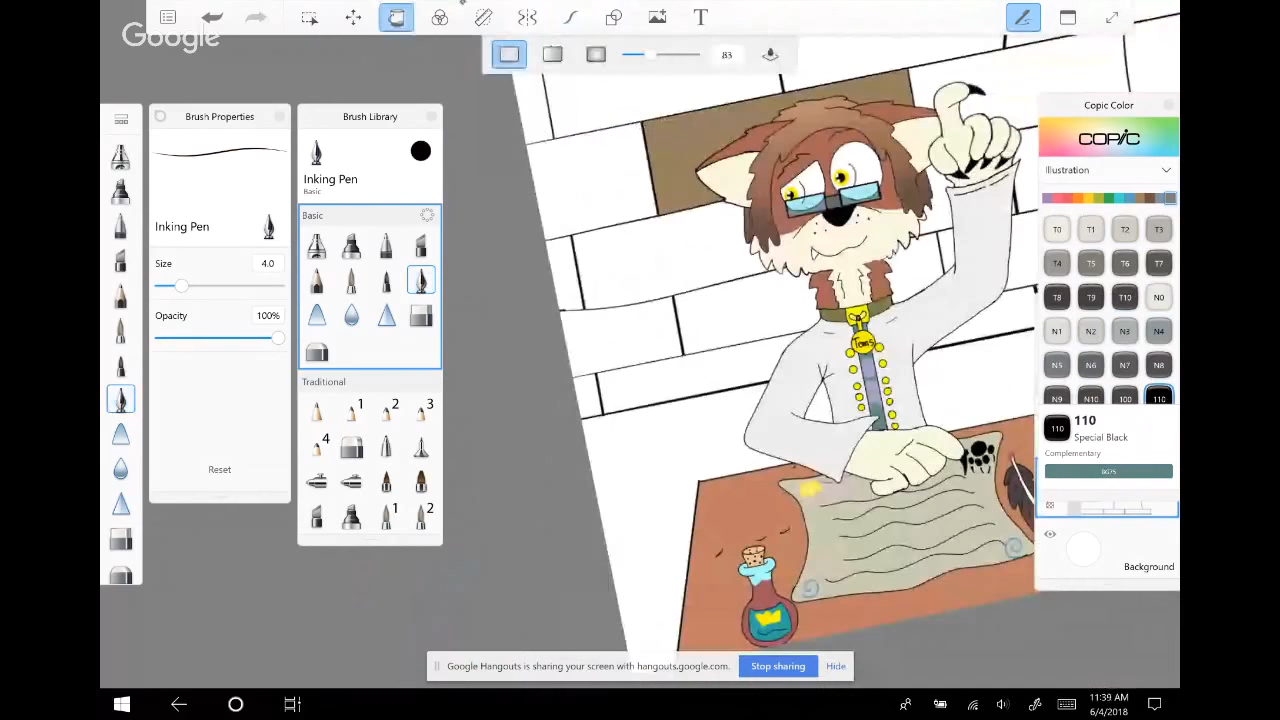 Google
T
83
Brush Properties
Inking Pen
Size
4.0
Opacity
100%
Reset
Brush Library
Inking Pen
Basic
Basic
Traditional
1
2
3
4
1
2
Toms
Copic Color
COPIC
Illustration
T0
T1
T2
T3
T4
T5
T6
T7
T8
T9
T10
N0
N1
N2
N3
N4
N5
N6
N7
N8
N9
N10
100
110
110
110
Special Black
Complementary
BG75
Background
Google Hangouts is sharing your screen with hangouts.google.com.
Stop sharing
Hide
11:39 AM
6/4/2018